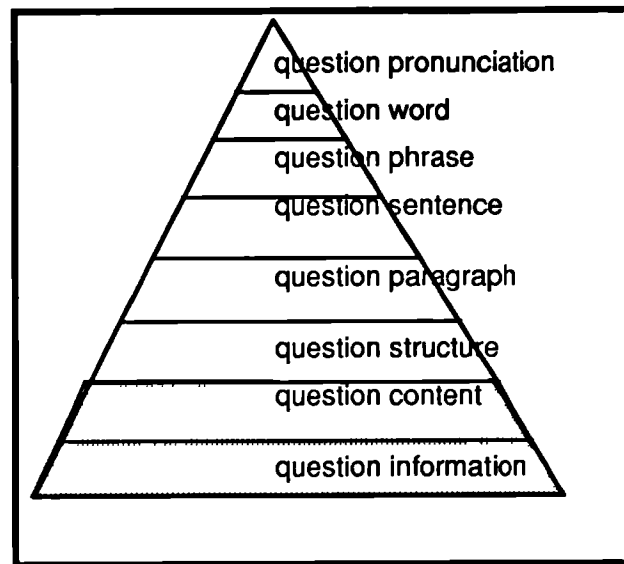 question pronunciation
question word
question phrase
question sentence
question paragraph
question structure
question content
question information